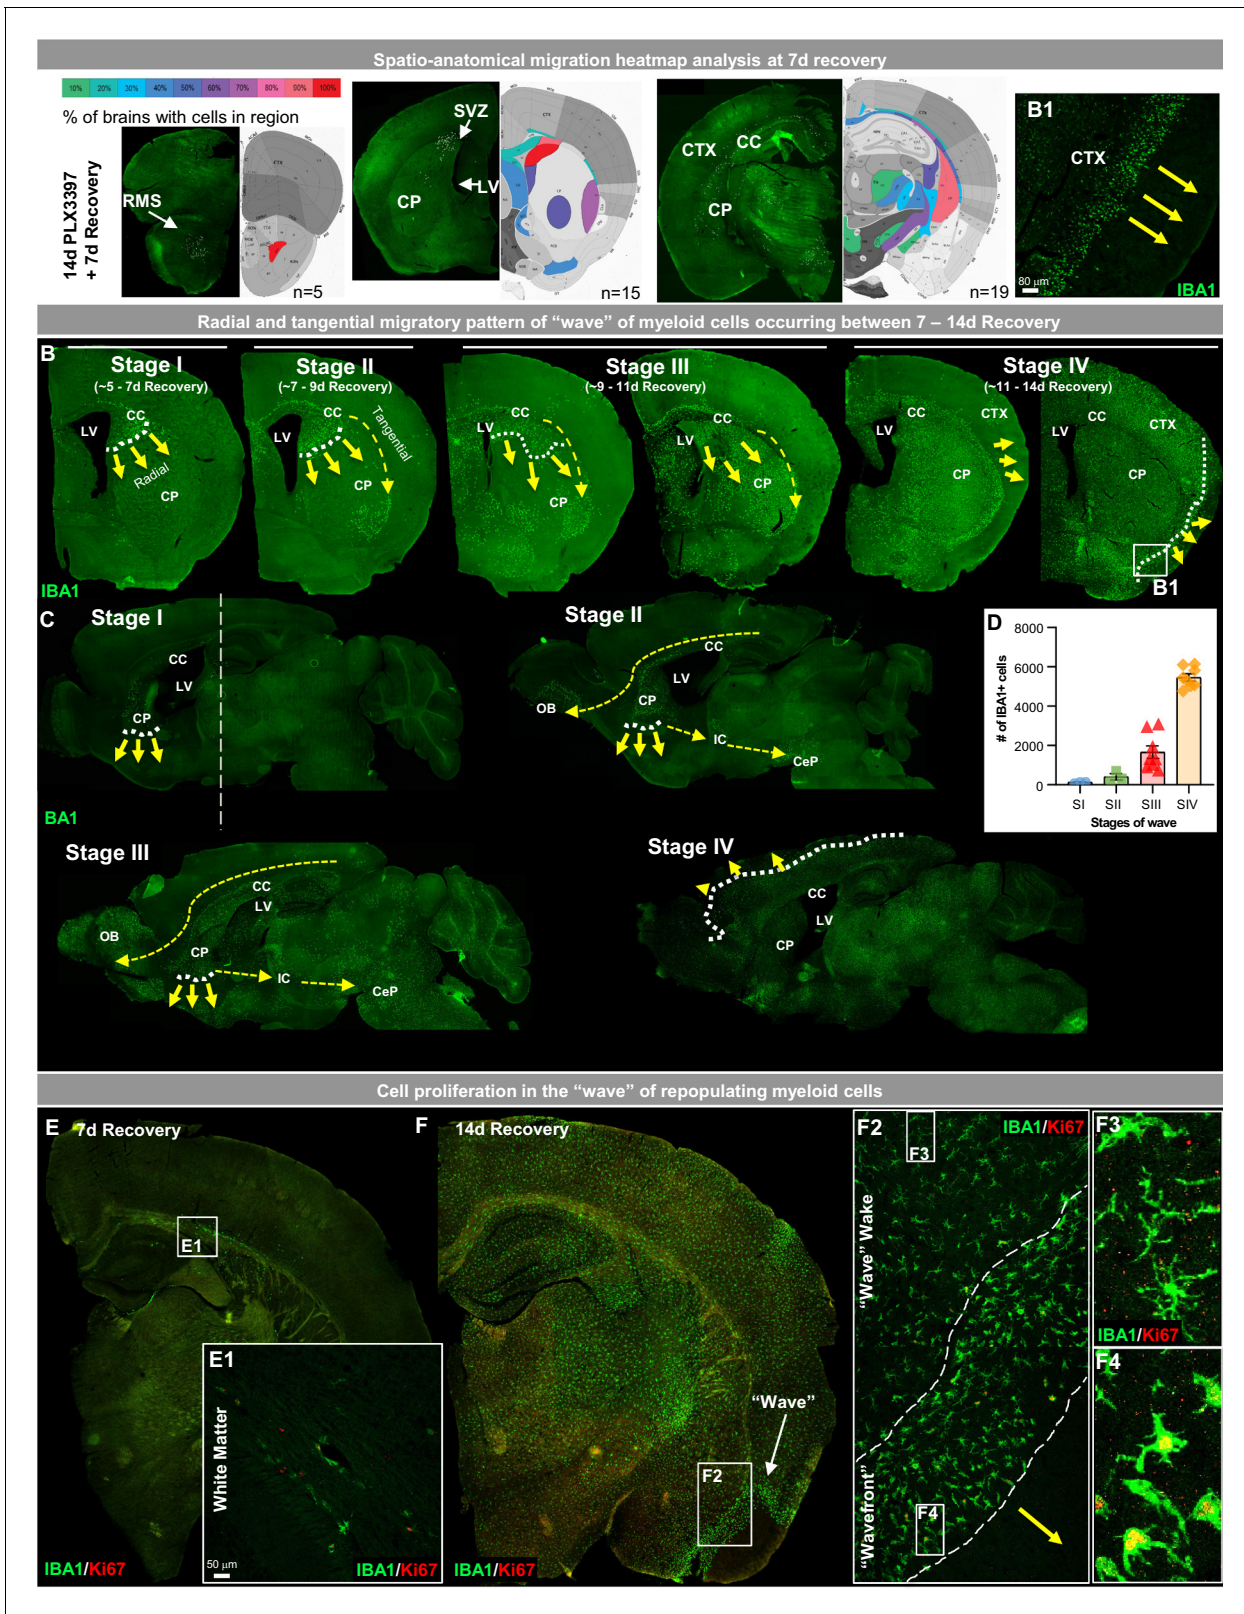 Spatio-anatomical migration heatmap analysis at 7d recovery
10% 20% 30% 40% 50% 60% 70% 80% 90% 100%
% of brains with cells in region
14d PLX3397
+ 7d Recovery
RMS
CTX
n=5
SVZ
LV
CP
CTX
CP
n=15
CTX
CC
CP
CTX
n=19
B1
CTX
80 µm
IBA1
Radial and tangential migratory pattern of “wave” of myeloid cells occurring between 7 – 14d Recovery
B
Stage I
(~5 - 7d Recovery)
CC
LV
Radial
CP
Stage II
(~7 - 9d Recovery)
CC
LV
Tangential
CP
Stage III
(~9 - 11d Recovery)
CC
LV
CP
CC
LV
CP
Stage IV
(~11 - 14d Recovery)
CC
CTX
LV
CP
CC
CTX
LV
CP
B1
IBA1
C
Stage I
CC
LV
CP
BA1
Stage II
CC
LV
CP
OB
IC
CeP
D
# of IBA1+ cells
8000
6000
4000
2000
0
SI SII SIII SIV
Stages of wave
Stage III
CC
LV
OB
CP
IC
CeP
Stage IV
CC
LV
CP
Cell proliferation in the “wave” of repopulating myeloid cells
E
7d Recovery
E1
IBA1/Ki67
E1
White Matter
50 µm
IBA1/Ki67
F
14d Recovery
“Wave”
F2
IBA1/Ki67
F2
IBA1/Ki67
F3
“Wave” Wake
“Wavefront”
F4
F3
IBA1/Ki67
F4